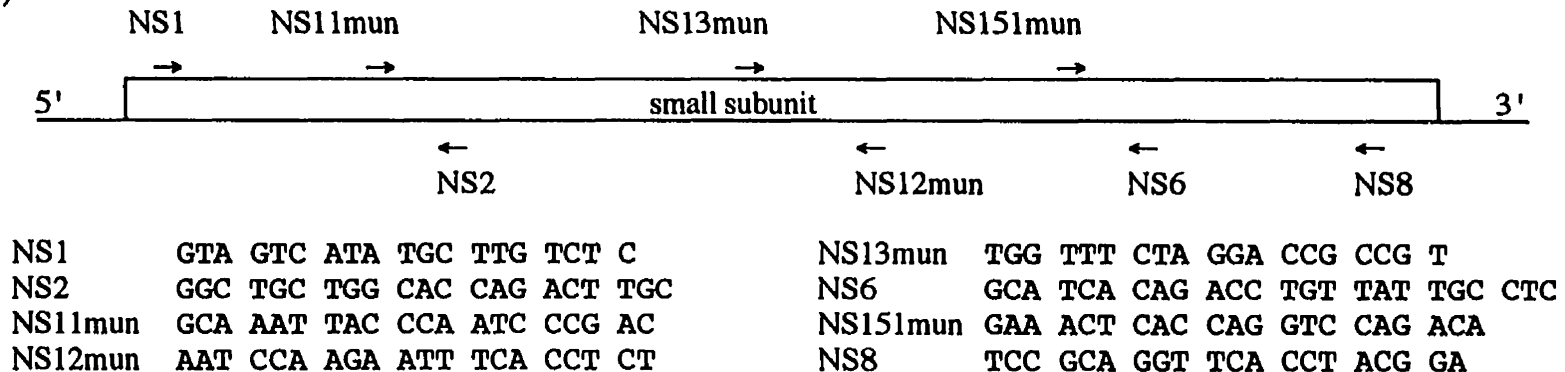 NS1 NS11mun NS13mun NS151mun
5' small subunit 3'
NS2 NS12mun NS6 NS8
NS1 GTA GTC ATA TGC TTG TCT C
NS2 GGC TGC TGG CAC CAG ACT TGC
NS11mun GCA AAT TAC CCA ATC CCG AC
NS12mun AAT CCA AGA ATT TCA CCT CT
NS13mun TGG TTT CTA GGA CCG CCG T
NS6 GCA TCA CAG ACC TGT TAT TGC CTC
NS151mun GAA ACT CAC CAG GTC CAG ACA
NS8 TCC GCA GGT TCA CCT ACG GA